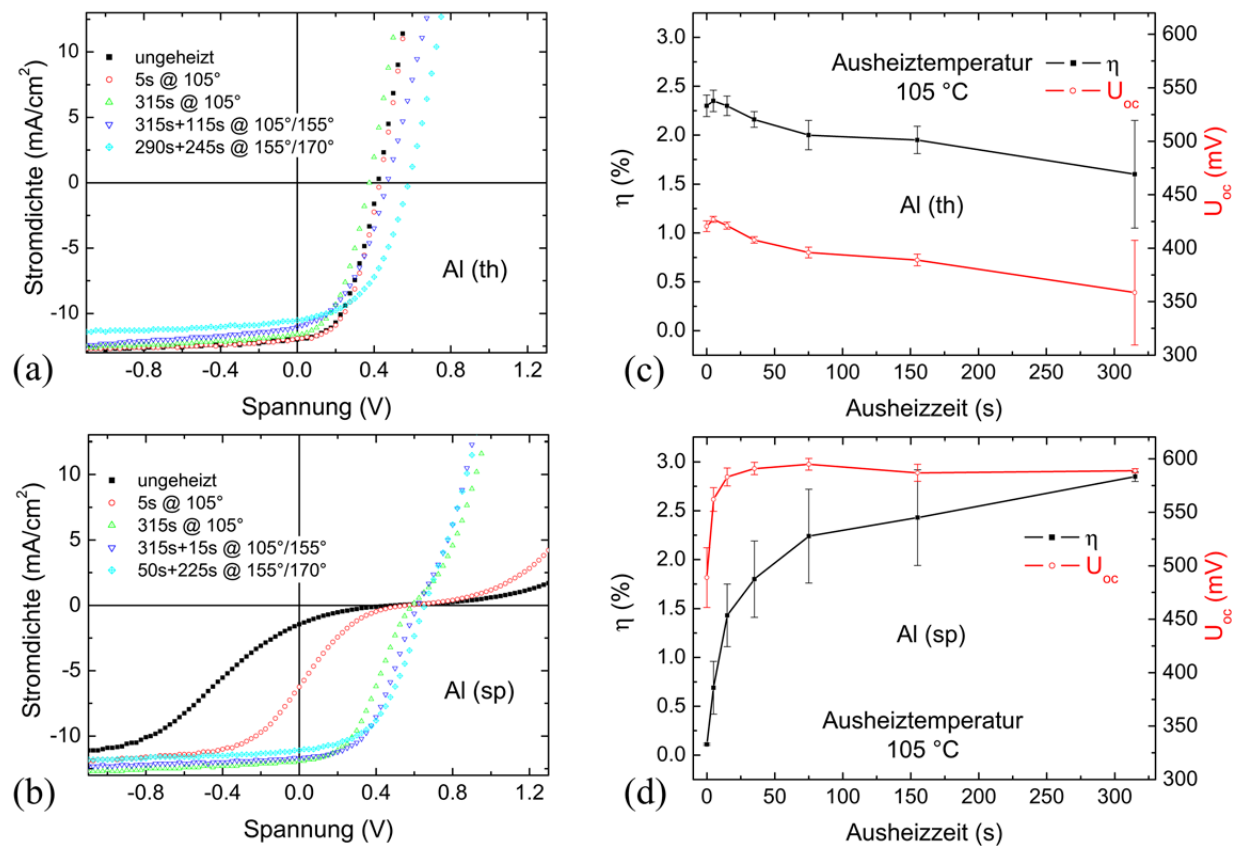 Stromdichte (mA/cm²)
10
5
0
-5
-10
ungeheizt
5s @ 105°
315s @ 105°
315s+115s @ 105°/155°
290s+245s @ 155°/170°
Al (th)
-0.8
-0.4
0.0
0.4
0.8
1.2
Spannung (V)
(a)
η (%)
3.0
2.5
2.0
1.5
1.0
0.5
0.0
Ausheiztemperatur
105 °C
η
Uoc
Al (th)
600
550
500
450
400
350
300
Uoc (mV)
0
50
100
150
200
250
300
Ausheizzeit (s)
(c)
Stromdichte (mA/cm²)
10
5
0
-5
-10
ungeheizt
5s @ 105°
315s @ 105°
315s+15s @ 105°/155°
50s+225s @ 155°/170°
Al (sp)
-0.8
-0.4
0.0
0.4
0.8
1.2
Spannung (V)
(b)
η (%)
3.0
2.5
2.0
1.5
1.0
0.5
0.0
η
Uoc
Al (sp)
Ausheiztemperatur
105 °C
600
550
500
450
400
350
300
Uoc (mV)
0
50
100
150
200
250
300
Ausheizzeit (s)
(d)